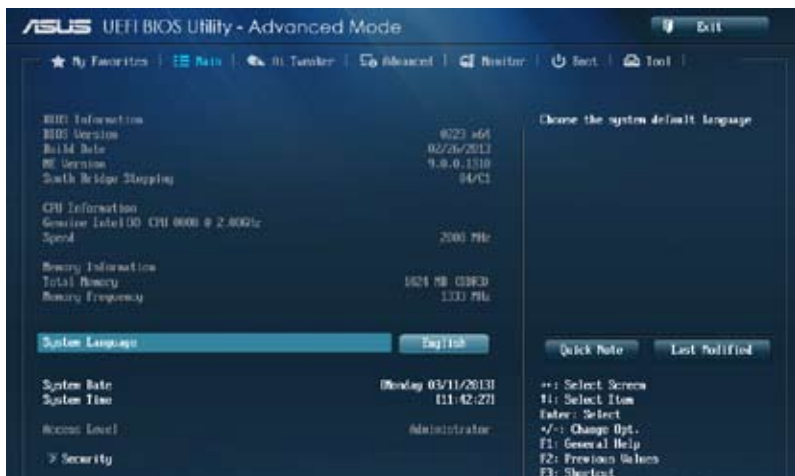 ASUS UEFI BIOS Utility - Advanced Mode
Exit
My Favorites | Main | Ai Tweaker | Advanced | Monitor | Boot | Tool
BIOS Information
BIOS Version 0223 x64
Build Date 02/26/2013
ME Version 9.0.0.1310
South Bridge Stepping 04/C1
CPU Information
Genuine Intel(R) CPU 0000 @ 2.00GHz
Speed 2000 MHz
Memory Information
Total Memory 1024 MB (DDR3)
Memory Frequency 1333 MHz
System Language English
System Date [Monday 03/11/2013]
System Time [11:42:27]
Access Level Administrator
> Security
Choose the system default language
Quick Note
Last Modified
→←: Select Screen
↑↓: Select Item
Enter: Select
+/-: Change Opt.
F1: General Help
F2: Previous Values
F3: Shortcut